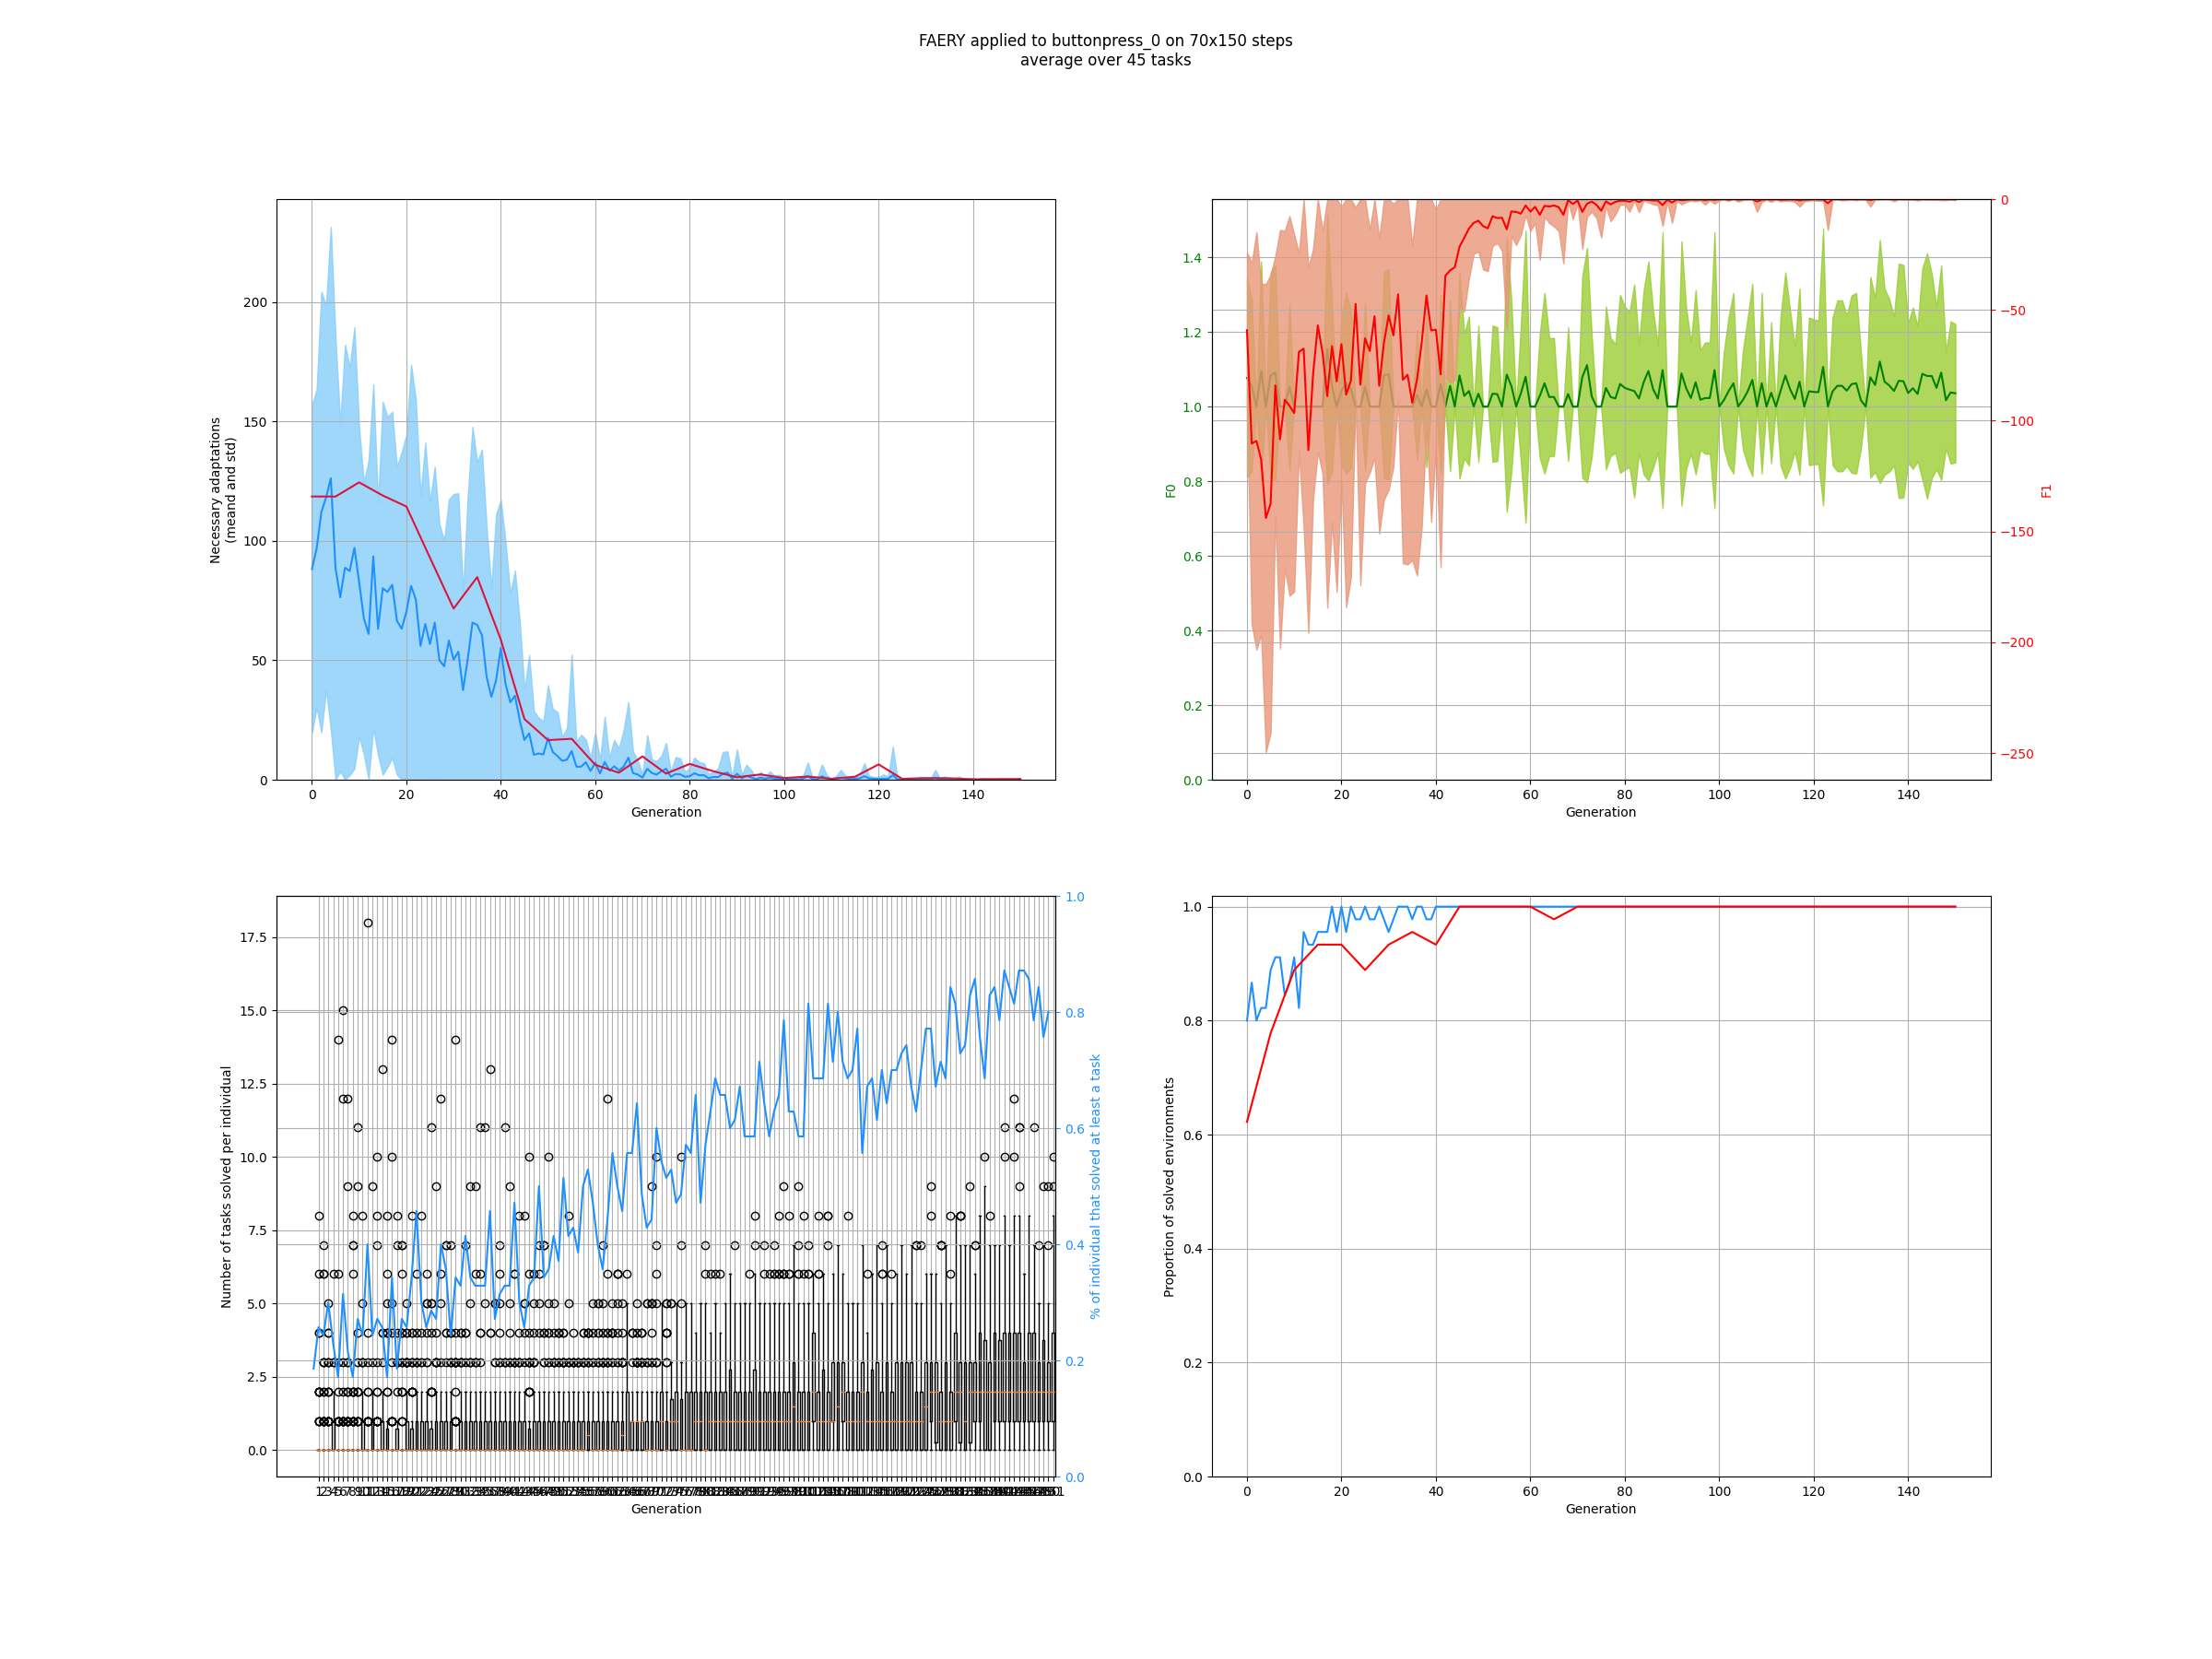 FAERY applied to buttonpress_0 on 70x150 steps
average over 45 tasks
Necessary adaptations
(meand and std)
200
150
100
50
0
0 20 40 60 80 100 120 140
Generation
F0
1.4
1.2
1.0
0.8
0.6
0.4
0.2
0.0
0 20 40 60 80 100 120 140
Generation
0
−50
−100
−150
−200
−250
F1
Number of tasks solved per individual
17.5
15.0
12.5
10.0
7.5
5.0
2.5
0.0
Generation
1.0
0.8
0.6
0.4
0.2
0.0
% of individual that solved at least a task
Proportion of solved environments
1.0
0.8
0.6
0.4
0.2
0.0
0 20 40 60 80 100 120 140
Generation